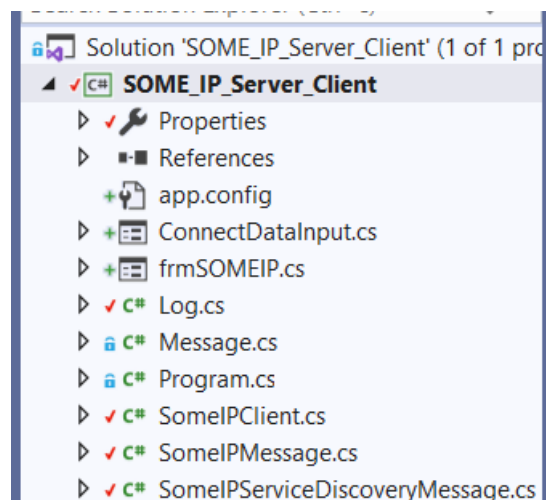 Solution 'SOME_IP_Server_Client' (1 of 1 pro
C# SOME_IP_Server_Client
Properties
References
app.config
ConnectDataInput.cs
frmSOMEIP.cs
C# Log.cs
C# Message.cs
C# Program.cs
C# SomeIPClient.cs
C# SomeIPMessage.cs
C# SomeIPServiceDiscoveryMessage.cs